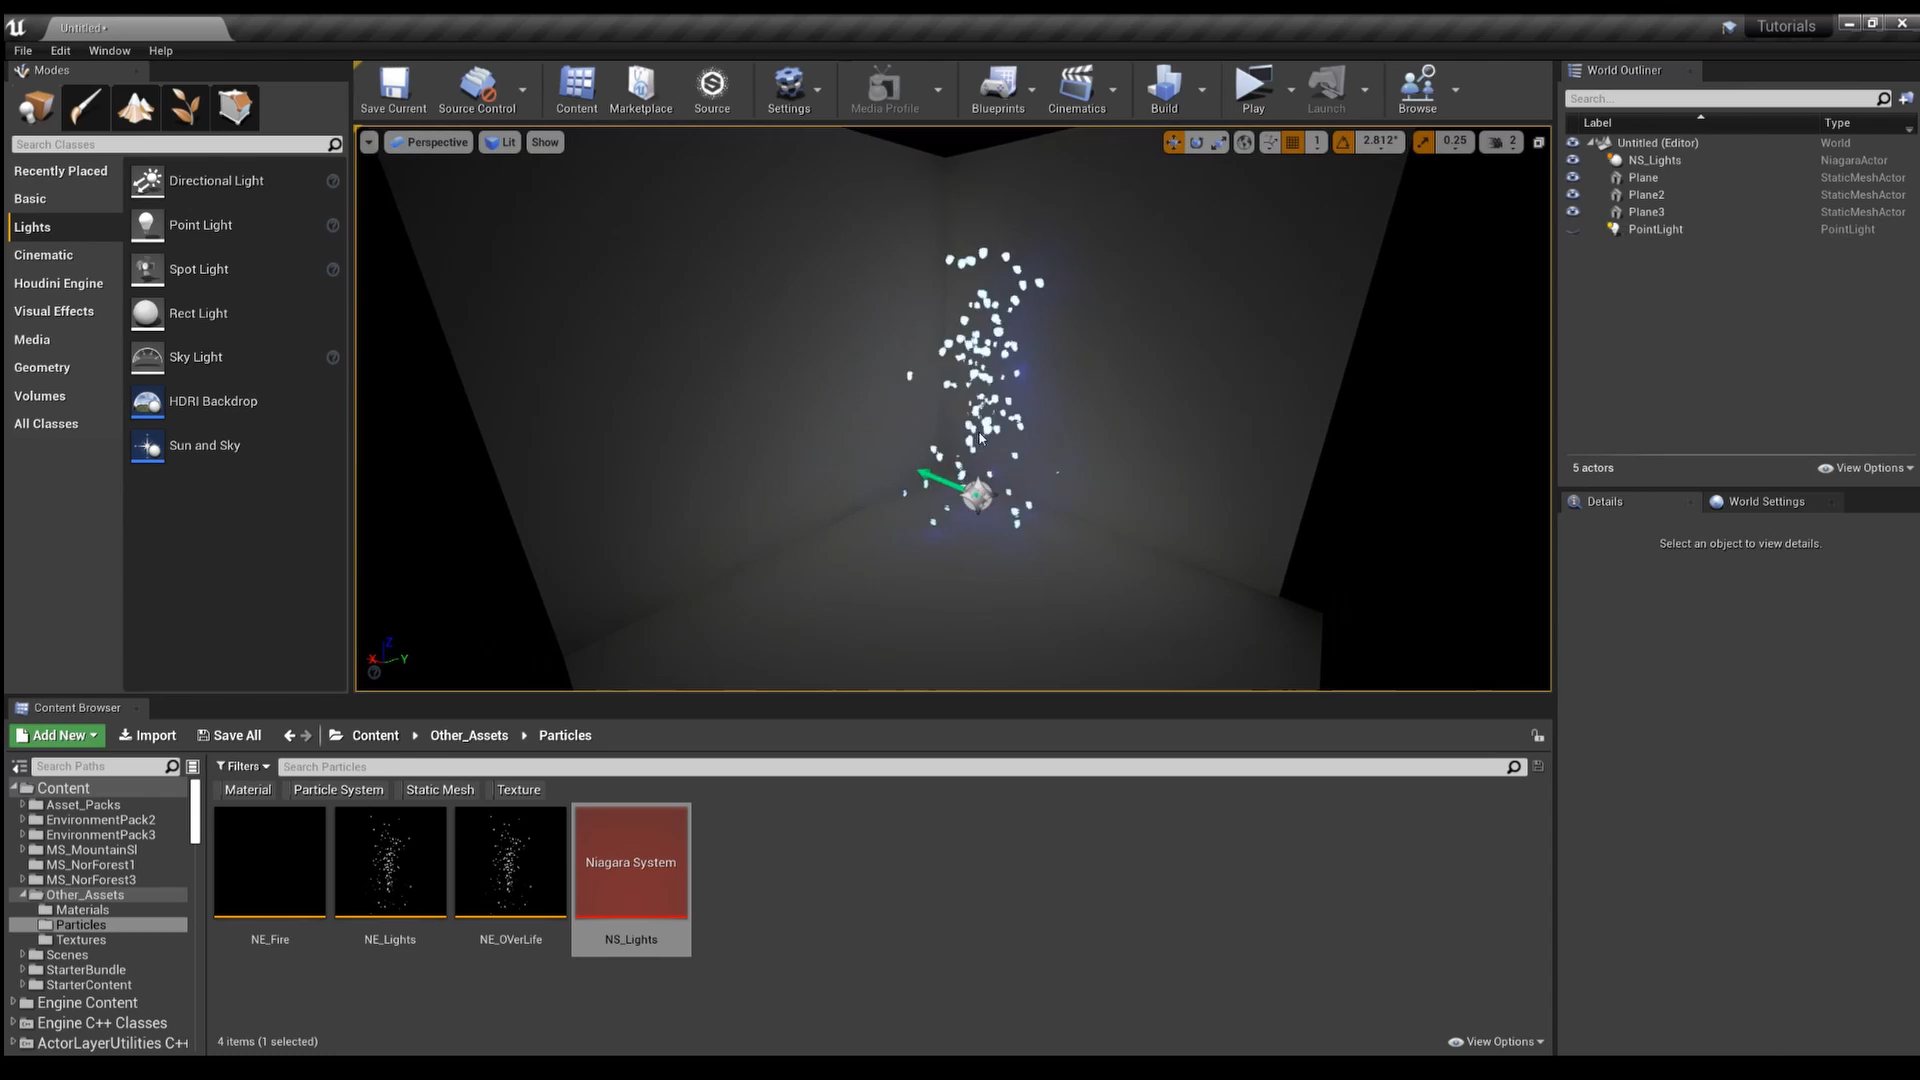 Untitled•
Tutorials
File Edit Window Help
Modes
Save Current
Source Control
Content
Marketplace
Source
Settings
Media Profile
Blueprints
Cinematics
Build
Play
Launch
Browse
Search Classes
Recently Placed
Basic
Lights
Cinematic
Houdini Engine
Visual Effects
Media
Geometry
Volumes
All Classes
Directional Light
Point Light
Spot Light
Rect Light
Sky Light
HDRI Backdrop
Sun and Sky
Perspective
Lit
Show
1
2.812°
0.25
2
Z
X
Y
World Outliner
Search...
Label Type
Untitled (Editor) World
NS_Lights NiagaraActor
Plane StaticMeshActor
Plane2 StaticMeshActor
Plane3 StaticMeshActor
PointLight PointLight
5 actors
View Options
Details
World Settings
Select an object to view details.
Content Browser
Add New
Import
Save All
Content
Other_Assets
Particles
Search Paths
Filters
Search Particles
Material
Particle System
Static Mesh
Texture
Content
Asset_Packs
EnvironmentPack2
EnvironmentPack3
MS_MountainSl
MS_NorForest1
MS_NorForest3
Other_Assets
Materials
Particles
Textures
Scenes
StarterBundle
StarterContent
Engine Content
Engine C++ Classes
ActorLayerUtilities C++
Niagara System
NE_Fire
NE_Lights
NE_OVerLife
NS_Lights
4 items (1 selected)
View Options